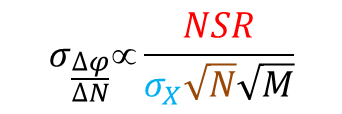 σ_{Δφ/ΔN} ∝ NSR / (σ_X √N √M)